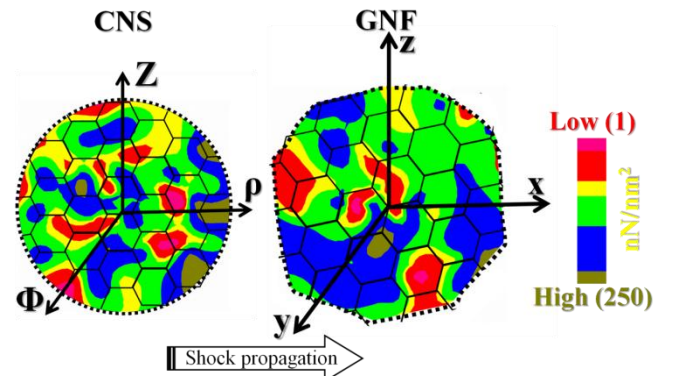 CNS
GNF
Z
z
ρ
x
Φ
y
Low (1)
nN/nm²
High (250)
Shock propagation